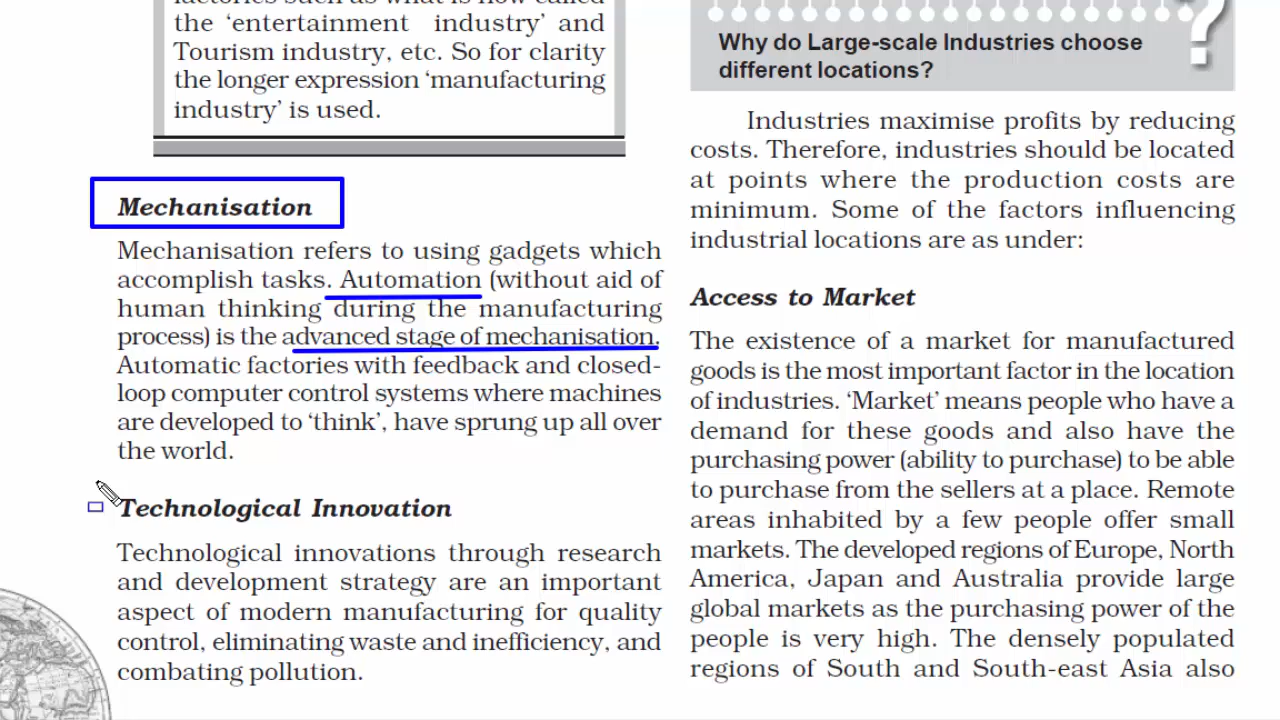 factories such as what is now called
the ‘entertainment industry’ and
Tourism industry, etc. So for clarity
the longer expression ‘manufacturing
industry’ is used.
Mechanisation
Mechanisation refers to using gadgets which
accomplish tasks. Automation (without aid of
human thinking during the manufacturing
process) is the advanced stage of mechanisation.
Automatic factories with feedback and closed-
loop computer control systems where machines
are developed to ‘think’, have sprung up all over
the world.
Technological Innovation
Technological innovations through research
and development strategy are an important
aspect of modern manufacturing for quality
control, eliminating waste and inefficiency, and
combating pollution.
?
Why do Large-scale Industries choose
different locations?
Industries maximise profits by reducing
costs. Therefore, industries should be located
at points where the production costs are
minimum. Some of the factors influencing
industrial locations are as under:
Access to Market
The existence of a market for manufactured
goods is the most important factor in the location
of industries. ‘Market’ means people who have a
demand for these goods and also have the
purchasing power (ability to purchase) to be able
to purchase from the sellers at a place. Remote
areas inhabited by a few people offer small
markets. The developed regions of Europe, North
America, Japan and Australia provide large
global markets as the purchasing power of the
people is very high. The densely populated
regions of South and South-east Asia also